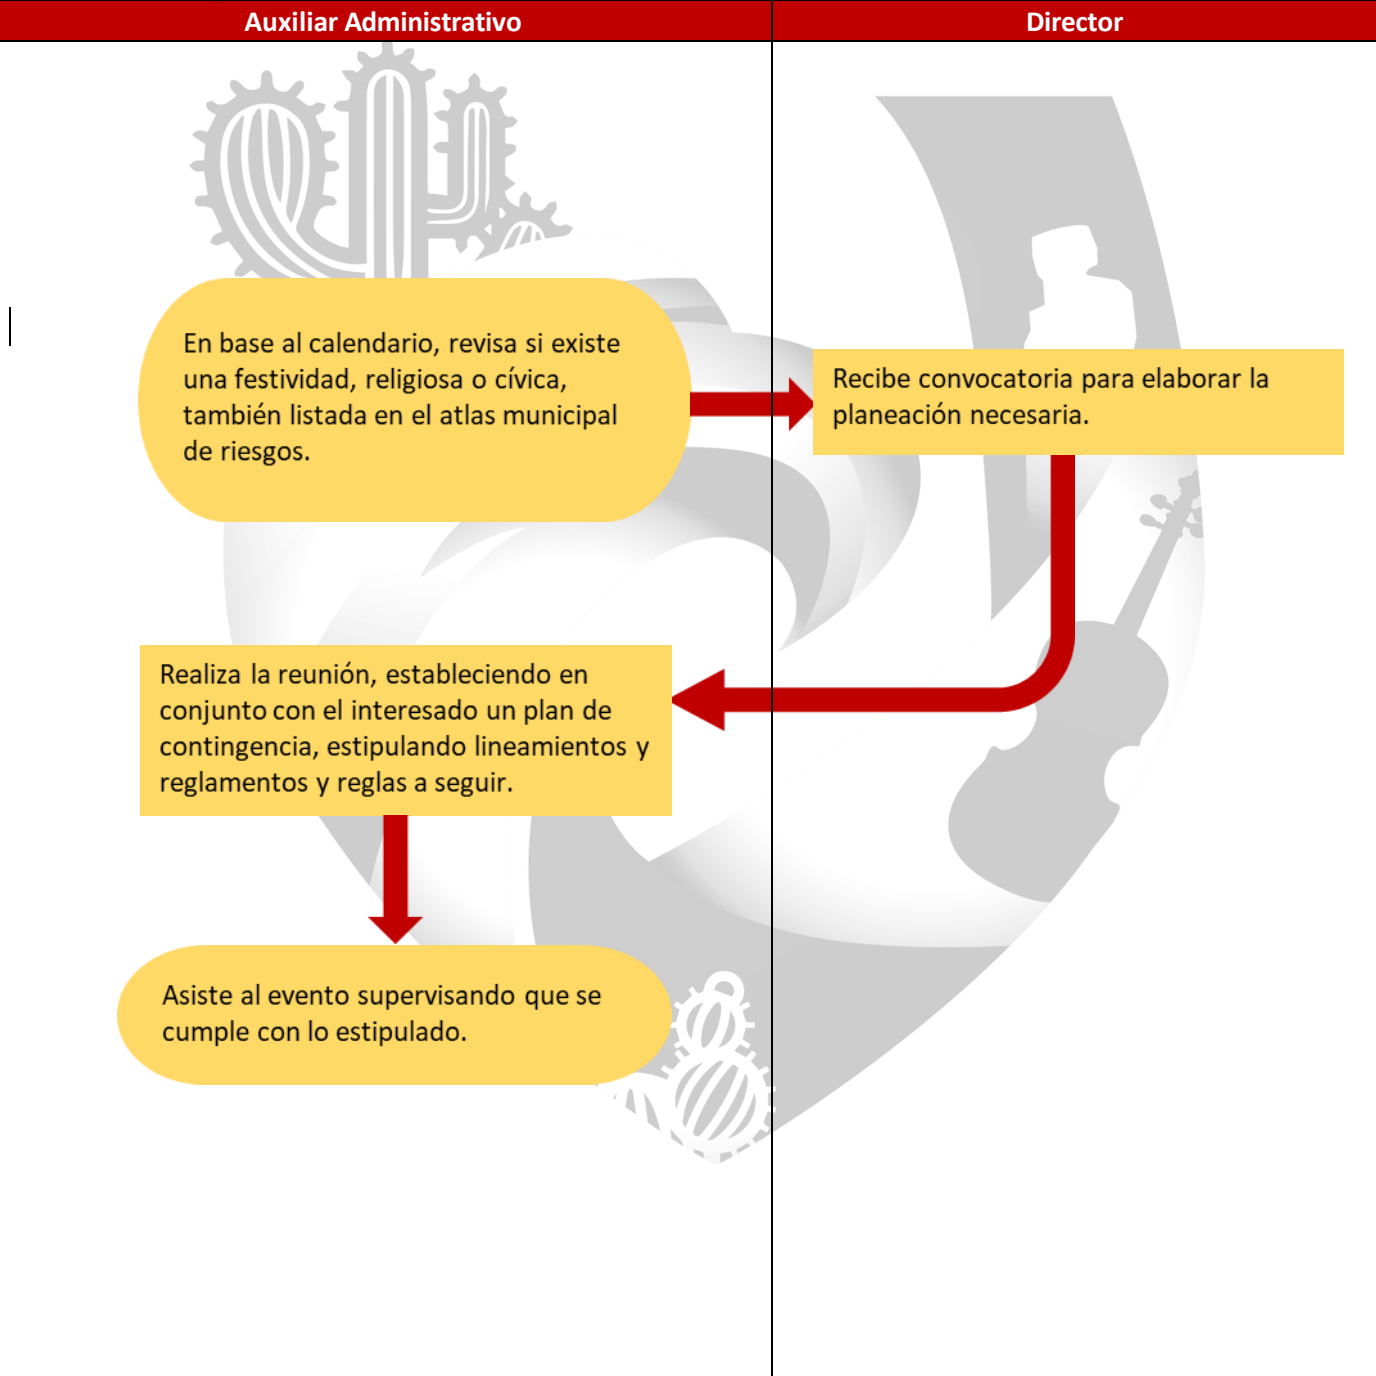 Auxiliar Administrativo
Director
En base al calendario, revisa si existe
una festividad, religiosa o cívica,
también listada en el atlas municipal
de riesgos.
Recibe convocatoria para elaborar la
planeación necesaria.
Realiza la reunión, estableciendo en
conjunto con el interesado un plan de
contingencia, estipulando lineamientos y
reglamentos y reglas a seguir.
Asiste al evento supervisando que se
cumple con lo estipulado.